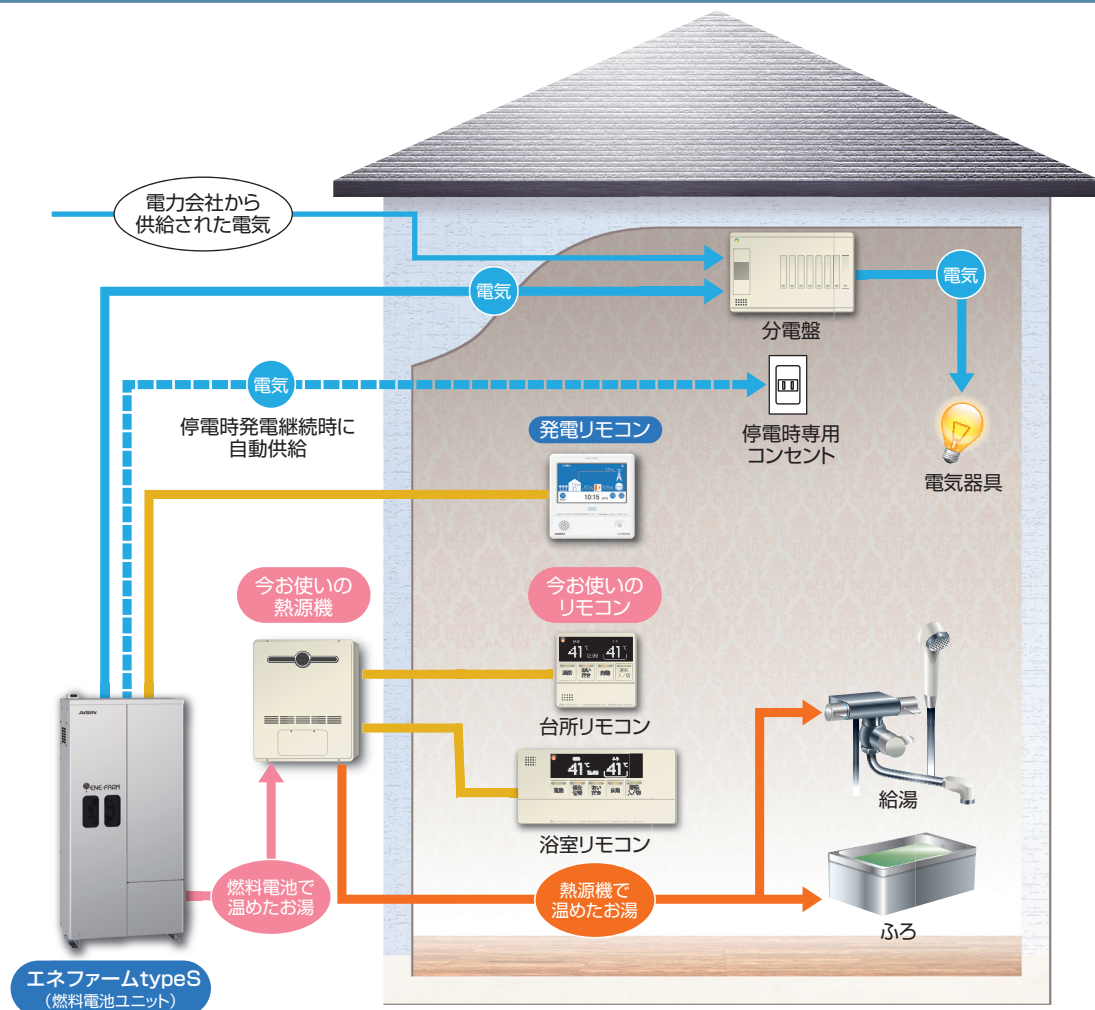 電力会社から
供給された電気
電気
分電盤
電気
電気
停電時発電継続時に
自動供給
停電時専用
コンセント
電気器具
発電リモコン
10:15
今お使いの
熱源機
今お使いの
リモコン
41℃
12:00
41℃
台所リモコン
AISIN
ENE-FARM
41℃
41℃
浴室リモコン
給湯
燃料電池で
温めたお湯
熱源機で
温めたお湯
ふろ
エネファームtypeS
(燃料電池ユニット)